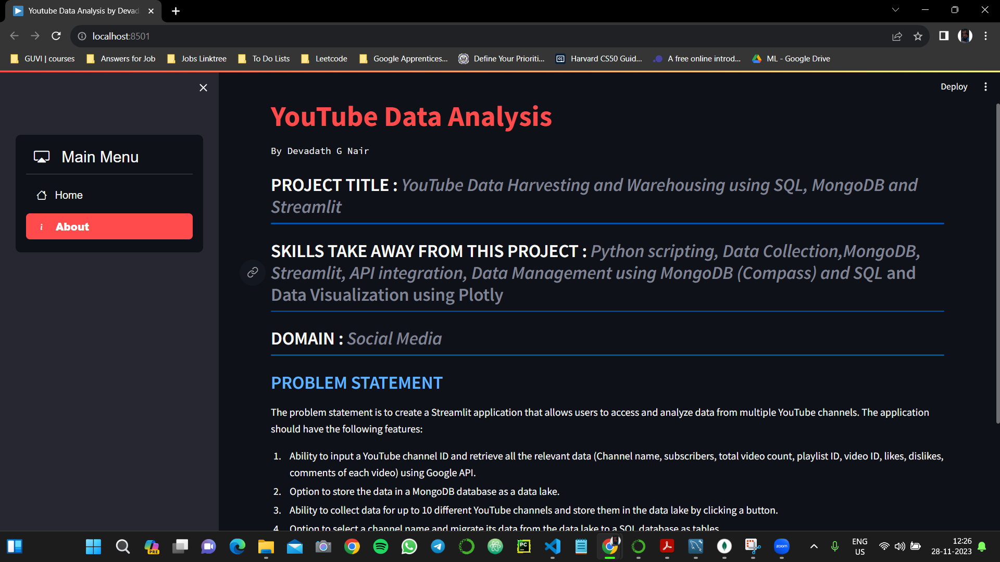 Youtube Data Analysis by Devad
localhost:8501
GUVI | courses
Answers for Job
Jobs Linktree
To Do Lists
Leetcode
Google Apprentices...
Define Your Prioriti...
Harvard CS50 Guid...
A free online introd...
ML - Google Drive
Deploy
Main Menu
Home
About
YouTube Data Analysis
By Devadath G Nair
PROJECT TITLE : YouTube Data Harvesting and Warehousing using SQL, MongoDB and
Streamlit
SKILLS TAKE AWAY FROM THIS PROJECT : Python scripting, Data Collection,MongoDB,
Streamlit, API integration, Data Management using MongoDB (Compass) and SQL and
Data Visualization using Plotly
DOMAIN : Social Media
PROBLEM STATEMENT
The problem statement is to create a Streamlit application that allows users to access and analyze data from multiple YouTube channels. The application
should have the following features:
1. Ability to input a YouTube channel ID and retrieve all the relevant data (Channel name, subscribers, total video count, playlist ID, video ID, likes, dislikes,
comments of each video) using Google API.
2. Option to store the data in a MongoDB database as a data lake.
3. Ability to collect data for up to 10 different YouTube channels and store them in the data lake by clicking a button.
4. Option to select a channel name and migrate its data from the data lake to a SQL database as tables.
PRE
PC
zoom
ENG
US
12:26
28-11-2023